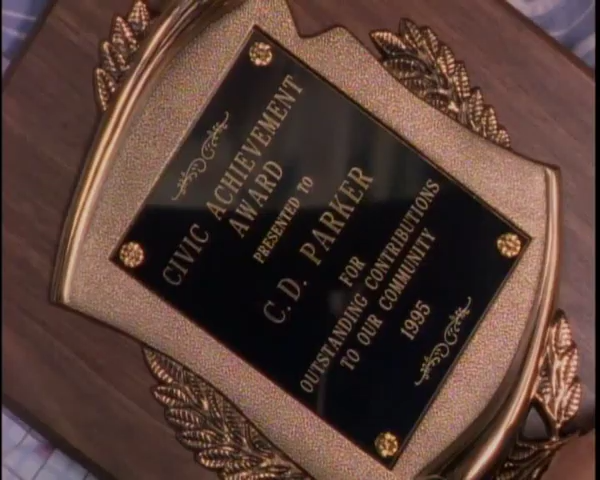 CIVIC ACHIEVEMENT
AWARD
PRESENTED TO
C.D. PARKER
FOR
OUTSTANDING CONTRIBUTIONS
TO OUR COMMUNITY
1995